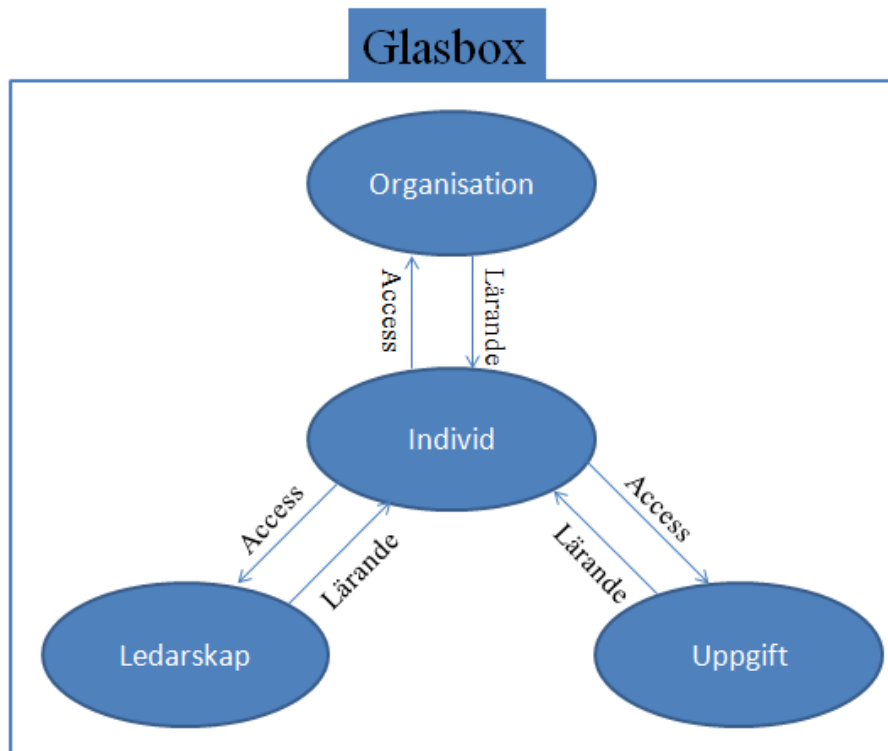 Glasbox
Organisation
Access
Lärande
Individ
Access
Lärande
Access
Lärande
Ledarskap
Uppgift